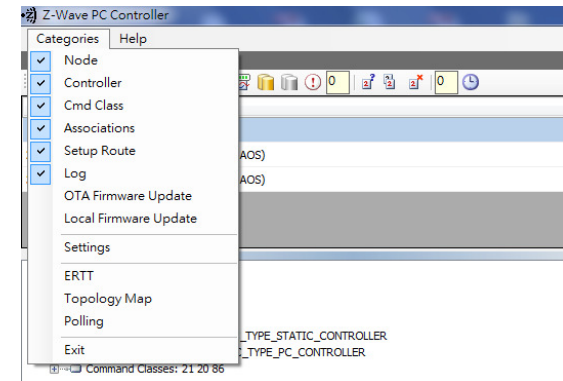 Z-Wave PC Controller
Categories Help
Node
Controller
0 0
Cmd Class
Associations
Setup Route
AOS)
Log
AOS)
OTA Firmware Update
Local Firmware Update
Settings
ERTT
Topology Map
Polling
_TYPE_STATIC_CONTROLLER
_TYPE_PC_CONTROLLER
Exit
Command Classes: 21 20 86